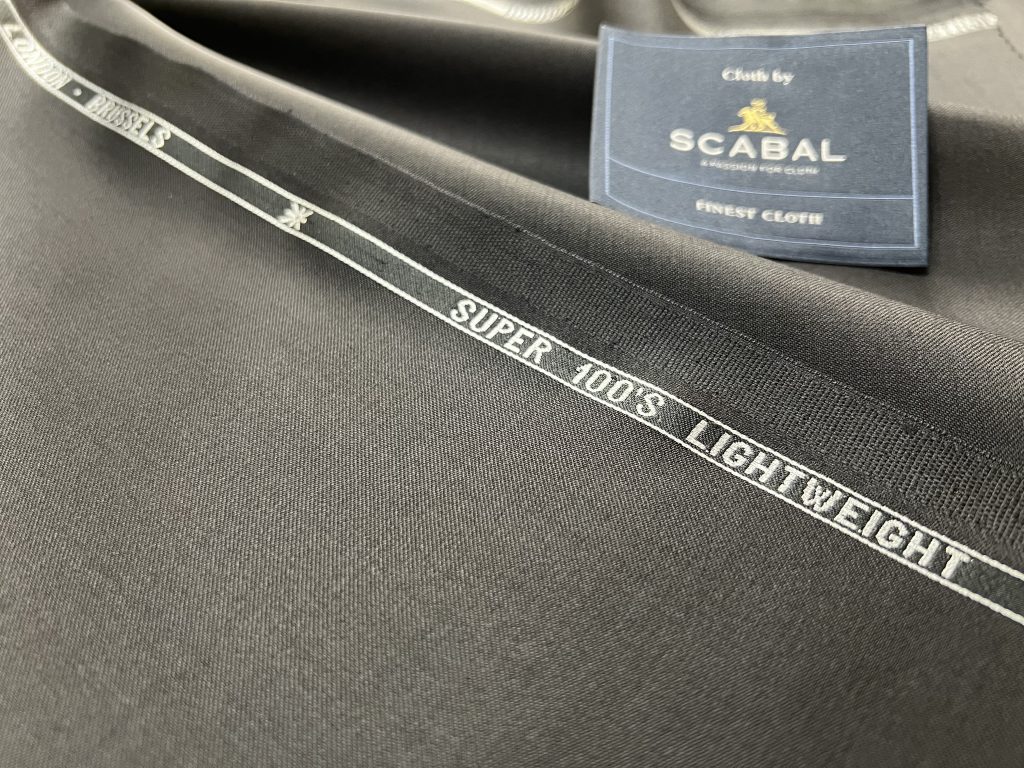 Cloth by
SCABAL
A PASSION FOR CLOTH
FINEST CLOTH
LONDON · BRUSSELS
SUPER 100'S LIGHTWEIGHT